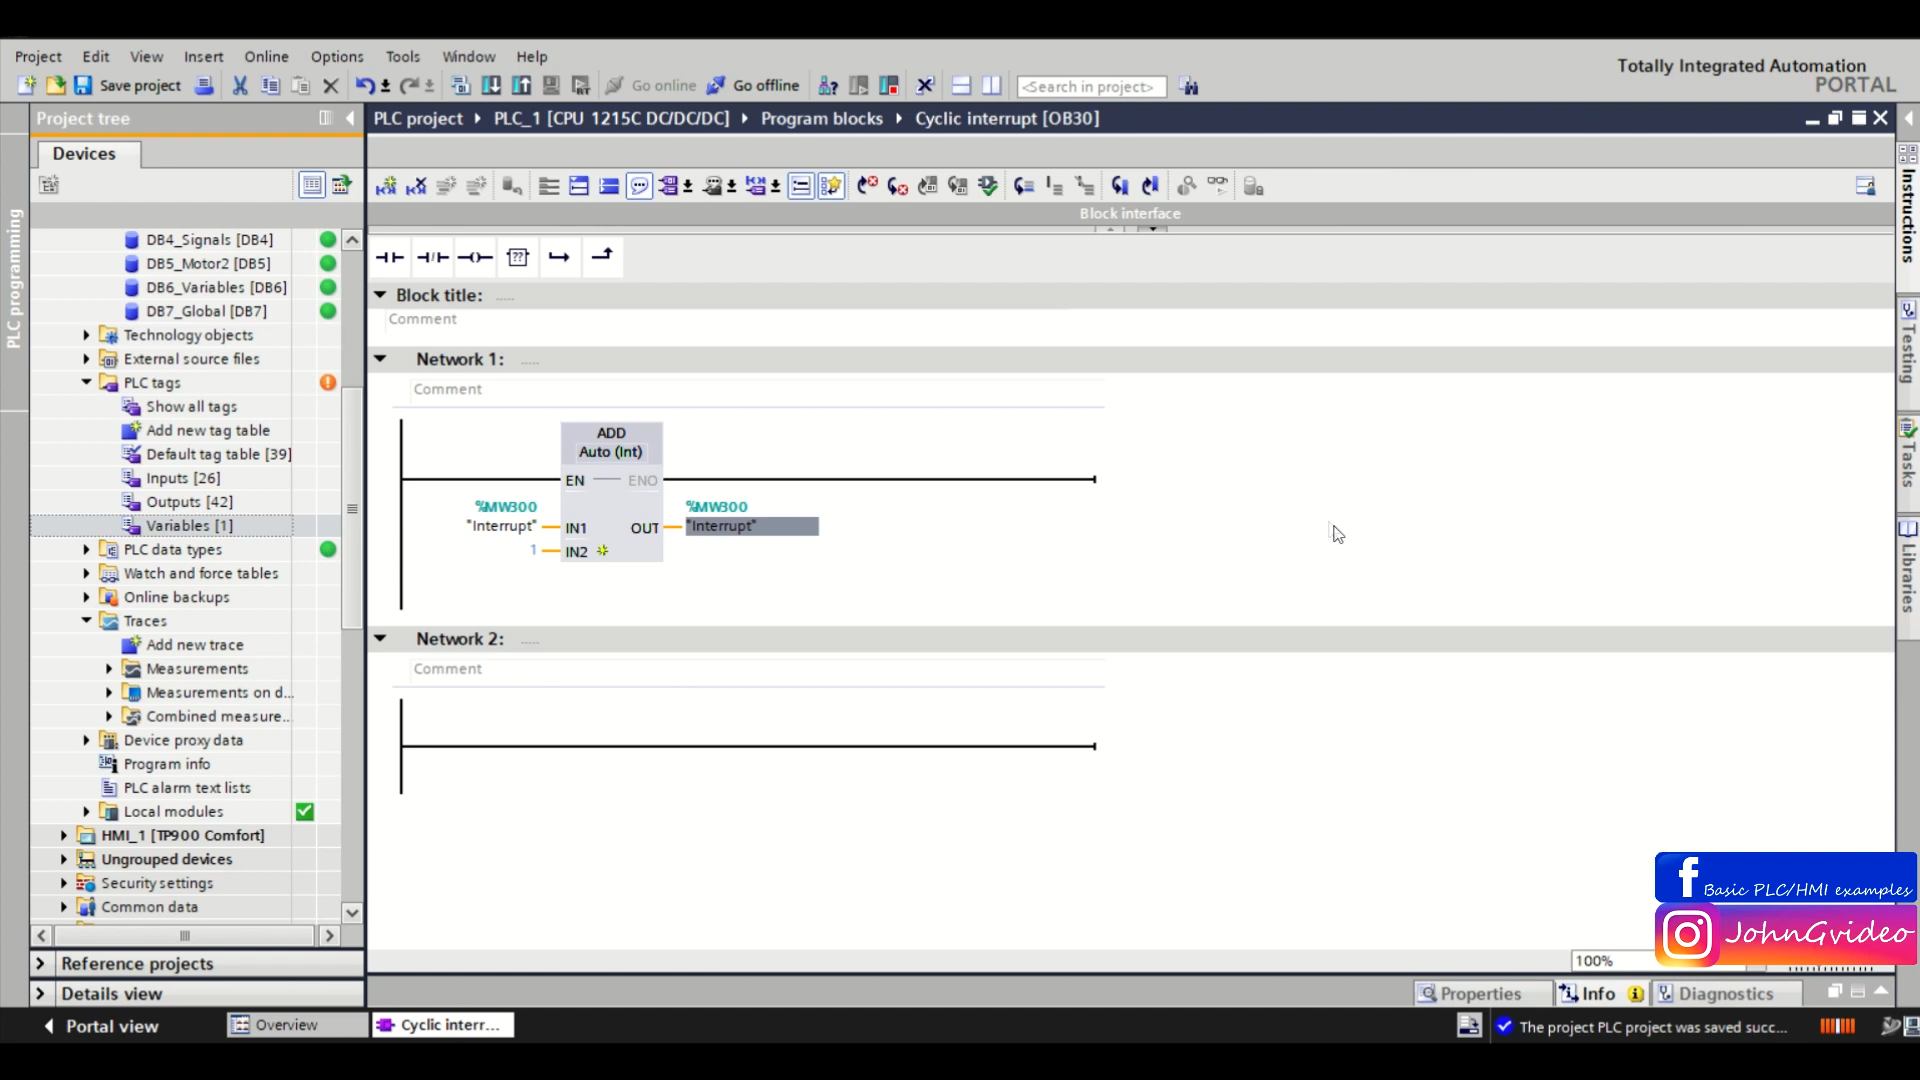 Project Edit View Insert Online Options Tools Window Help
Totally Integrated Automation
PORTAL
Save project
Go online
Go offline
<Search in project>
Project tree
PLC project PLC_1 [CPU 1215C DC/DC/DC] Program blocks Cyclic interrupt [OB30]
Devices
PLC programming
Block interface
DB4_Signals [DB4]
DB5_Motor2 [DB5]
DB6_Variables [DB6]
DB7_Global [DB7]
Technology objects
External source files
PLC tags
Show all tags
Add new tag table
Default tag table [39]
Inputs [26]
Outputs [42]
Variables [1]
PLC data types
Watch and force tables
Online backups
Traces
Add new trace
Measurements
Measurements on d...
Combined measure...
Device proxy data
Program info
PLC alarm text lists
Local modules
HMI_1 [TP900 Comfort]
Ungrouped devices
Security settings
Common data
Reference projects
Details view
??
Block title: .....
Comment
Network 1: .....
Comment
ADD
Auto (Int)
EN ENO
%MW300 %MW300
"Interrupt" IN1 OUT "Interrupt"
1 IN2
Network 2: .....
Comment
Instructions
Testing
Tasks
Libraries
Basic PLC/HMI examples
JohnGvideo
100%
Properties Info Diagnostics
Portal view Overview Cyclic interr... The project PLC project was saved succ...